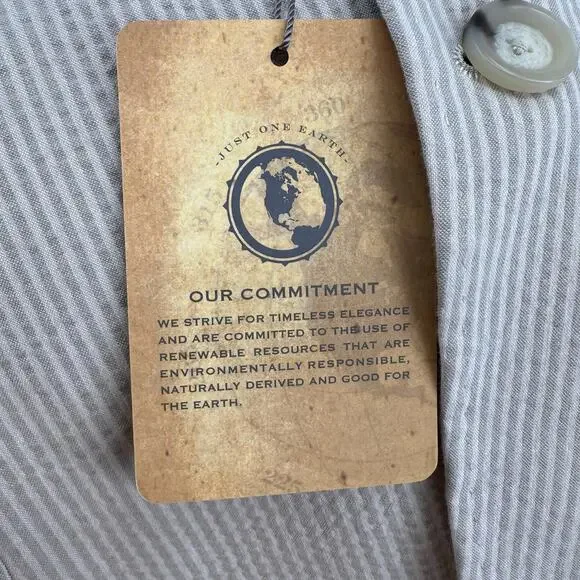 360
-JUST ONE EARTH-
OUR COMMITMENT
WE STRIVE FOR TIMELESS ELEGANCE
AND ARE COMMITTED TO THE USE OF
RENEWABLE RESOURCES THAT ARE
ENVIRONMENTALLY RESPONSIBLE,
NATURALLY DERIVED AND GOOD FOR
THE EARTH.